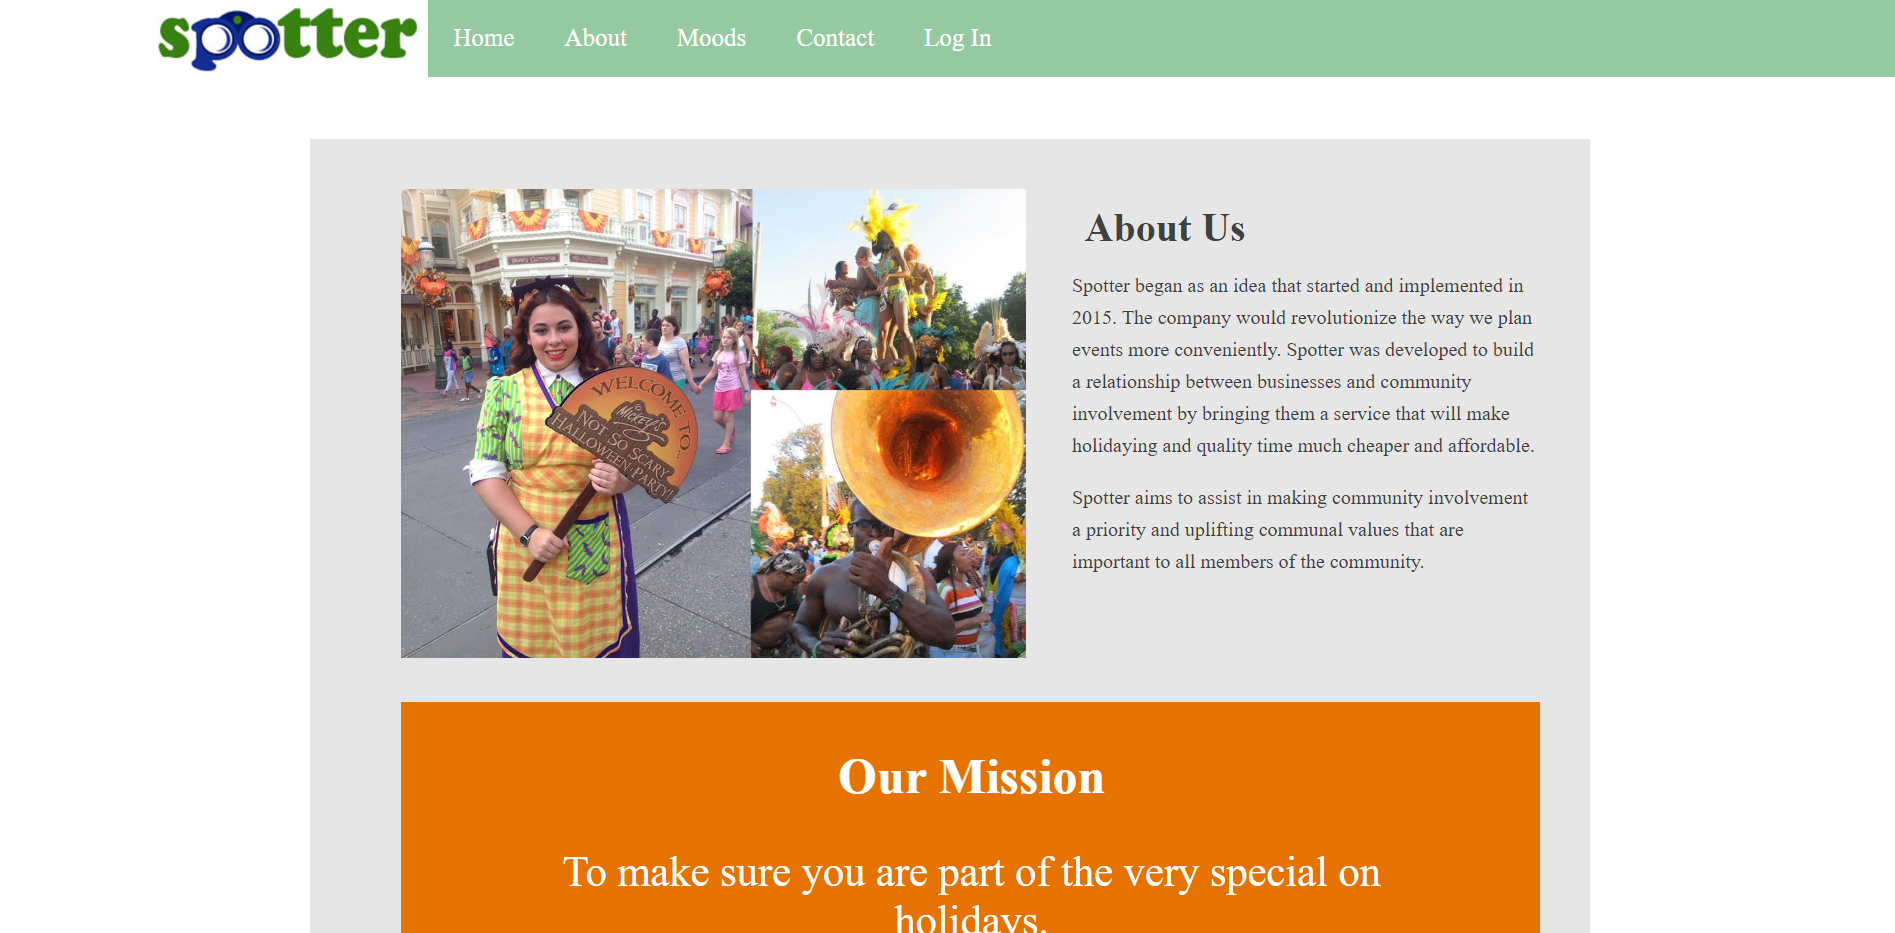 spotter
Home
About
Moods
Contact
Log In
WELCOME TO...
Mickey's
NOT SO SCARY
HALLOWEEN PARTY!
About Us
Spotter began as an idea that started and implemented in
2015. The company would revolutionize the way we plan
events more conveniently. Spotter was developed to build
a relationship between businesses and community
involvement by bringing them a service that will make
holidaying and quality time much cheaper and affordable.
Spotter aims to assist in making community involvement
a priority and uplifting communal values that are
important to all members of the community.
Our Mission
To make sure you are part of the very special on
holidays.